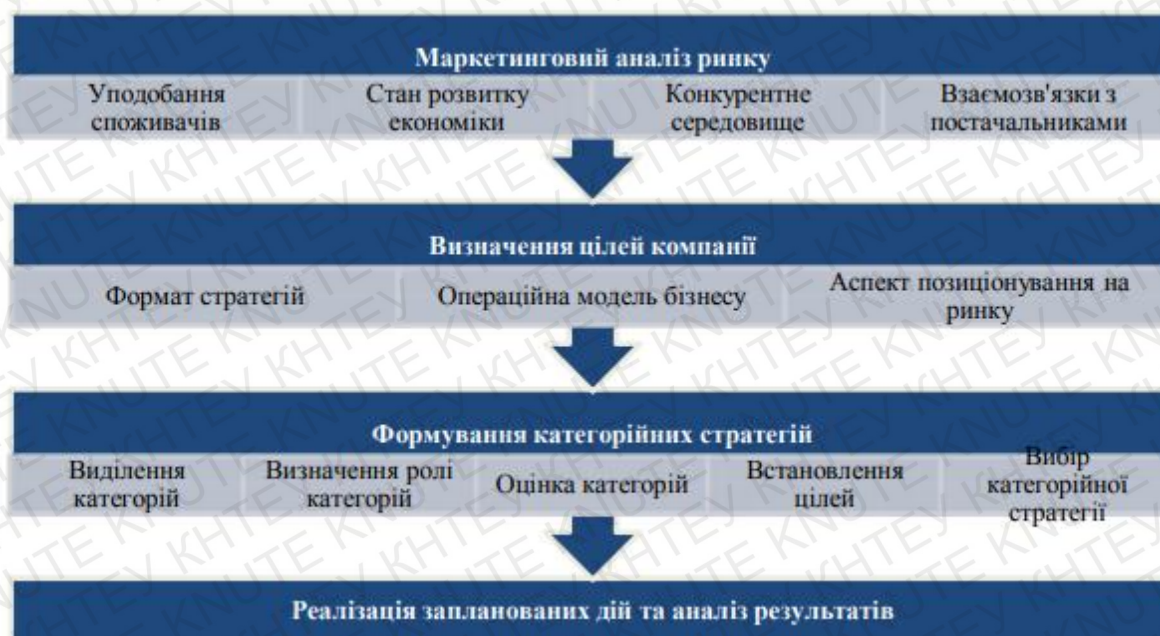 Маркетинговий аналіз ринку
Уподобання споживачів
Стан розвитку економіки
Конкурентне середовище
Взаємозв'язки з постачальниками
Визначення цілей компанії
Формат стратегій
Операційна модель бізнесу
Аспект позиціонування на ринку
Формування категорійних стратегій
Виділення категорій
Визначення ролі категорій
Оцінка категорій
Встановлення цілей
Вибір категорійної стратегії
Реалізація запланованих дій та аналіз результатів